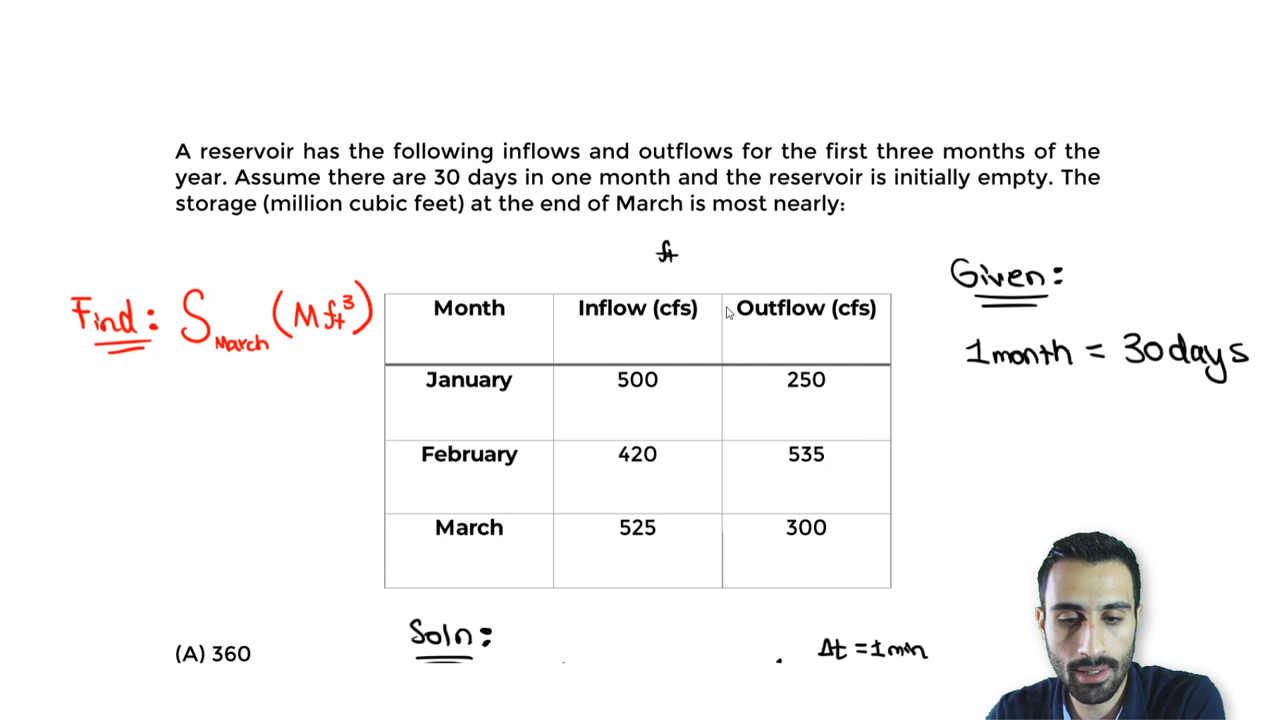 A reservoir has the following inflows and outflows for the first three months of the
year. Assume there are 30 days in one month and the reservoir is initially empty. The
storage (million cubic feet) at the end of March is most nearly:
ft
Given:
Find: S March (Mft³)
Month Inflow (cfs) Outflow (cfs)
1 month = 30 days
January 500 250
February 420 535
March 525 300
Soln:
(A) 360
Δt = 1 mon